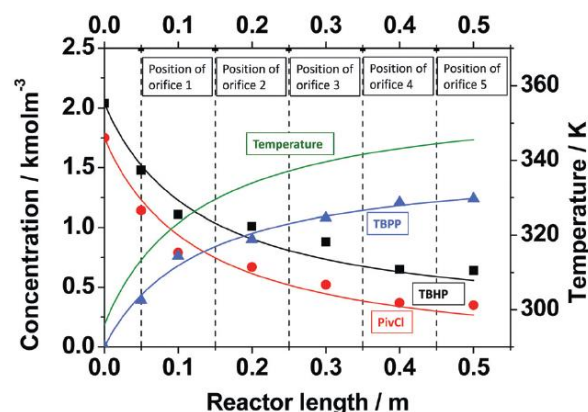 0.0 0.1 0.2 0.3 0.4 0.5
2.5
2.0
1.5
1.0
0.5
0.0
Concentration / kmolm⁻³
Position of
orifice 1
Position of
orifice 2
Position of
orifice 3
Position of
orifice 4
Position of
orifice 5
Temperature
TBPP
TBHP
PivCl
360
340
320
300
Temperature / K
0.0 0.1 0.2 0.3 0.4 0.5
Reactor length / m